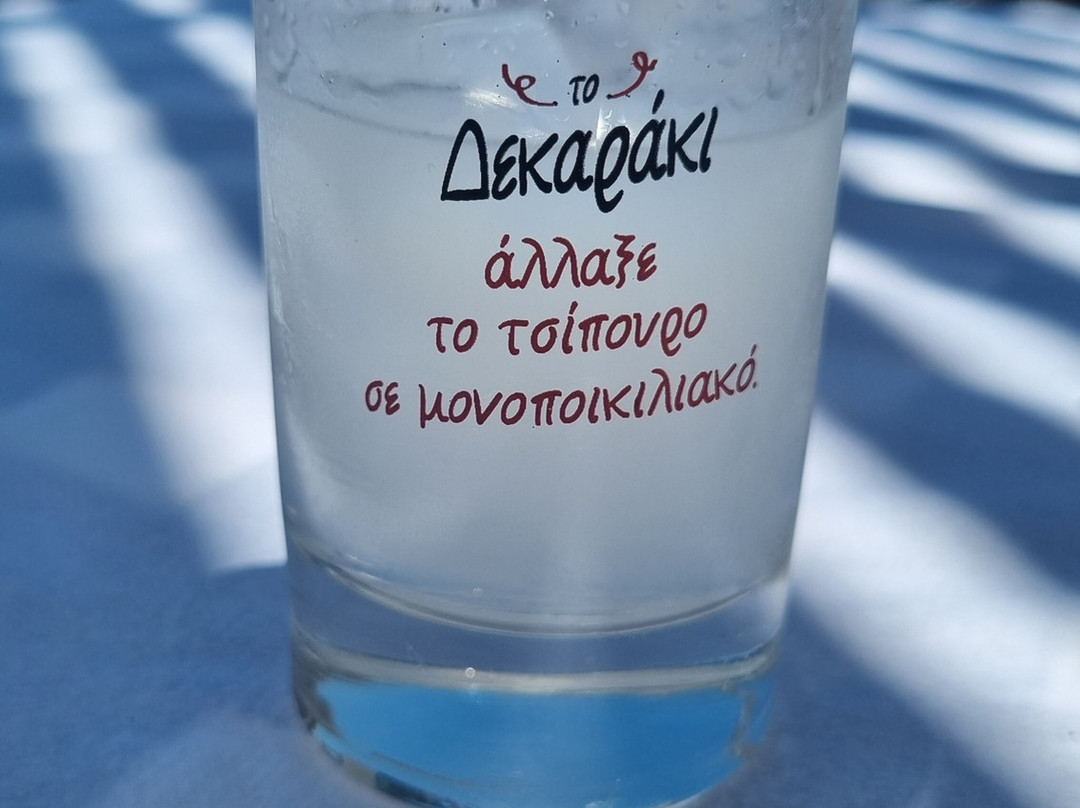 το
Δεκαράκι
άλλαξε
το τσίπουρο
σε μονοποικιλιακό.